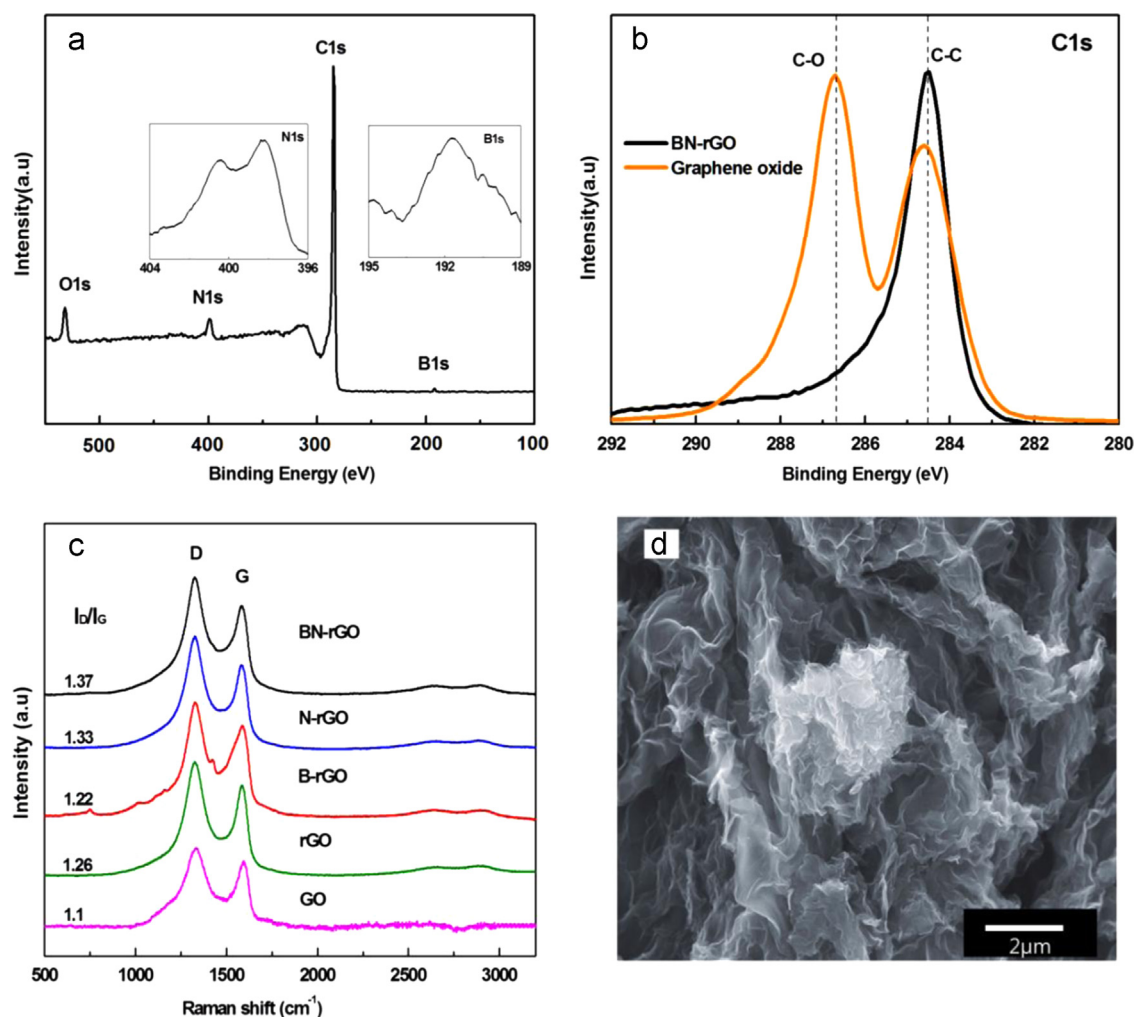 a
C1s
N1s
404
400
396
B1s
195
192
189
O1s
N1s
B1s
Intensity(a.u)
500
400
300
200
100
Binding Energy (eV)
b
C1s
C-O
C-C
BN-rGO
Graphene oxide
Intensity(a.u)
292
290
288
286
284
282
280
Binding Energy (eV)
c
D
G
I_D/I_G
BN-rGO
1.37
N-rGO
1.33
B-rGO
1.22
rGO
1.26
GO
1.1
Intensity (a.u)
500
1000
1500
2000
2500
3000
Raman shift (cm⁻¹)
d
2μm